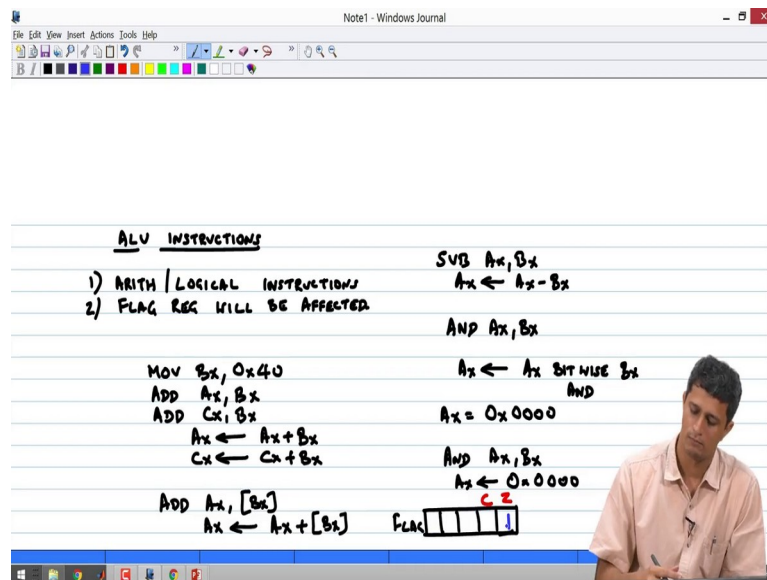 Note1 - Windows Journal
File Edit View Insert Actions Tools Help
B I
ALU INSTRUCTIONS
1) ARITH / LOGICAL INSTRUCTIONS
2) FLAG REG WILL BE AFFECTED
MOV Bx, 0x40
ADD Ax, Bx
ADD Cx, Bx
Ax ← Ax + Bx
Cx ← Cx + Bx
ADD Ax, [Bx]
Ax ← Ax + [Bx]
SUB Ax, Bx
Ax ← Ax - Bx
AND Ax, Bx
Ax ← Ax BITWISE Bx
AND
Ax = 0x0000
AND Ax, Bx
Ax ← 0x0000
C Z
FLAG 1